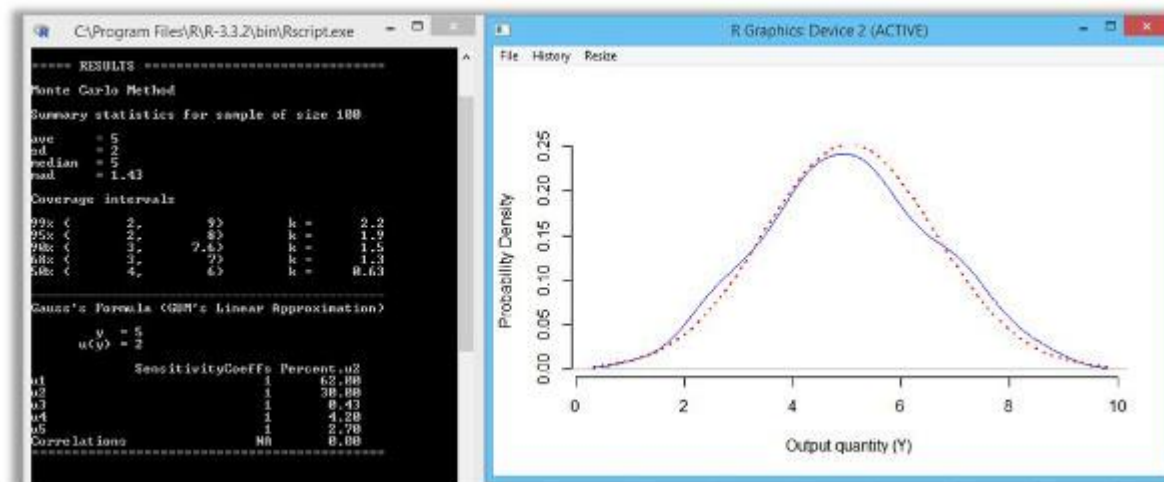 C:\Program Files\R\R-3.3.2\bin\Rscript.exe
===== RESULTS ==============================
Monte Carlo Method
Summary statistics for sample of size 100
ave = 5
sd = 2
median = 5
mad = 1.43
Coverage intervals
99% ( 2, 9) k = 2.2
95% ( 2, 8) k = 1.9
90% ( 3, 7.6) k = 1.5
68% ( 3, 7) k = 1.3
50% ( 4, 6) k = 0.63
Gauss's Formula (GUM's Linear Approximation)
y = 5
u(y) = 2
SensitivityCoeffs Percent.u2
u1 1 62.00
u2 1 30.00
u3 1 0.43
u4 1 4.20
u5 1 2.70
Correlations NA 0.00
============================================
R Graphics: Device 2 (ACTIVE)
File History Resize
Probability Density
0.25
0.20
0.15
0.10
0.05
0.00
0 2 4 6 8 10
Output quantity (Y)